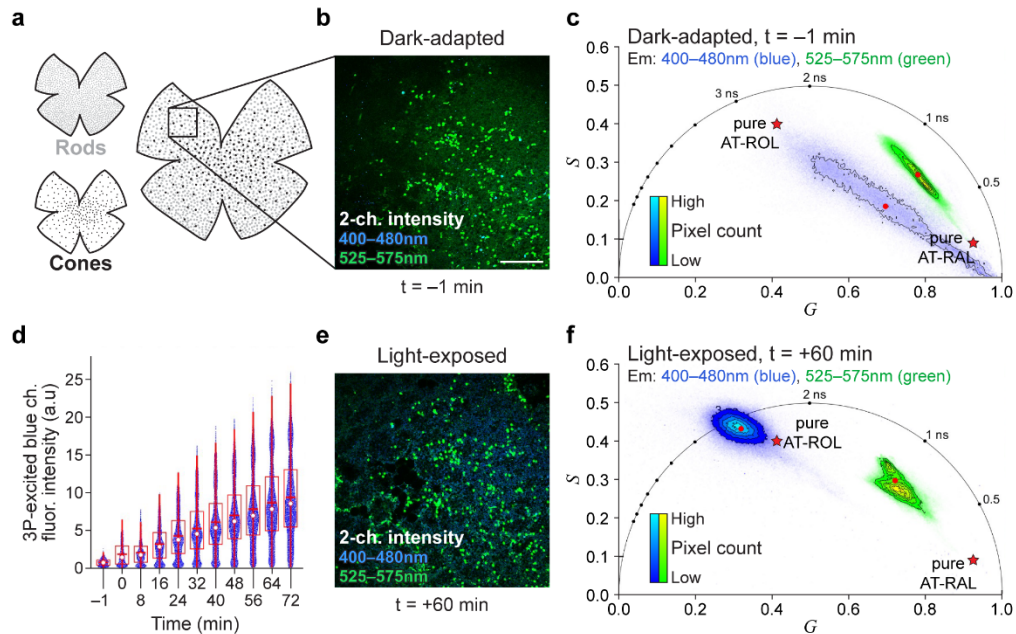 a
Rods
Cones
b
Dark-adapted
2-ch. intensity
400–480nm
525–575nm
t = –1 min
c
Dark-adapted, t = –1 min
Em: 400–480nm (blue), 525–575nm (green)
0.6
0.5
0.4
0.3
0.2
0.1
0.0
S
3 ns
2 ns
1 ns
0.5
pure
AT-ROL
pure
AT-RAL
High
Pixel count
Low
0.0
0.2
0.4
0.6
0.8
1.0
G
d
3P-excited blue ch.
fluor. intensity (a.u)
25
20
15
10
5
0
0
16
32
48
64
–1
8
24
40
56
72
Time (min)
e
Light-exposed
2-ch. intensity
400–480nm
525–575nm
t = +60 min
f
Light-exposed, t = +60 min
Em: 400–480nm (blue), 525–575nm (green)
0.6
0.5
0.4
0.3
0.2
0.1
0.0
S
3
2 ns
1 ns
0.5
pure
AT-ROL
pure
AT-RAL
High
Pixel count
Low
0.0
0.2
0.4
0.6
0.8
1.0
G